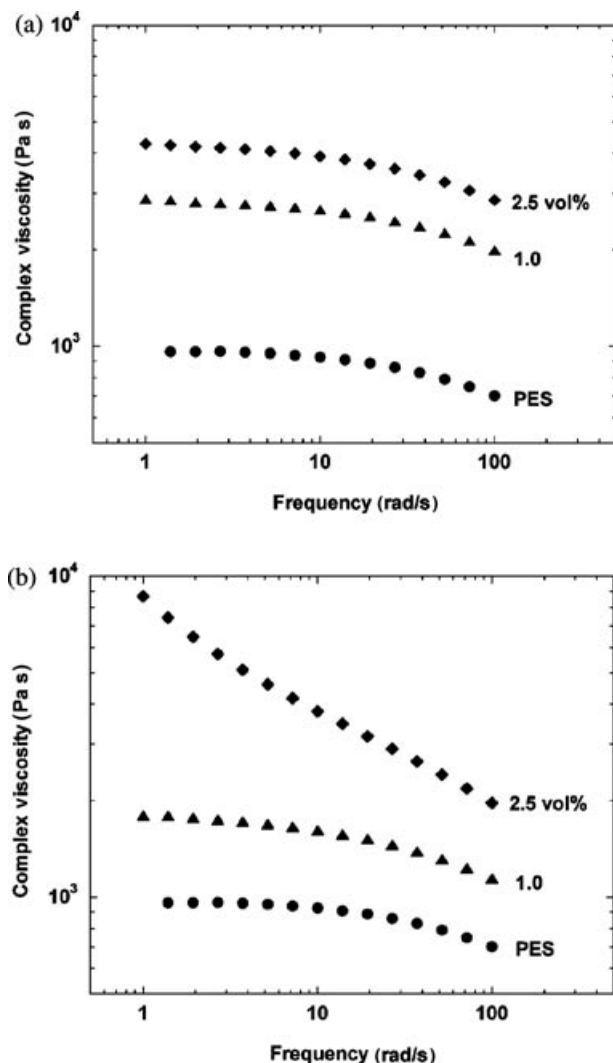 (a)
10⁴
Complex viscosity (Pa s)
10³
2.5 vol%
1.0
PES
1 10 100
Frequency (rad/s)
(b)
10⁴
Complex viscosity (Pa s)
10³
2.5 vol%
1.0
PES
1 10 100
Frequency (rad/s)